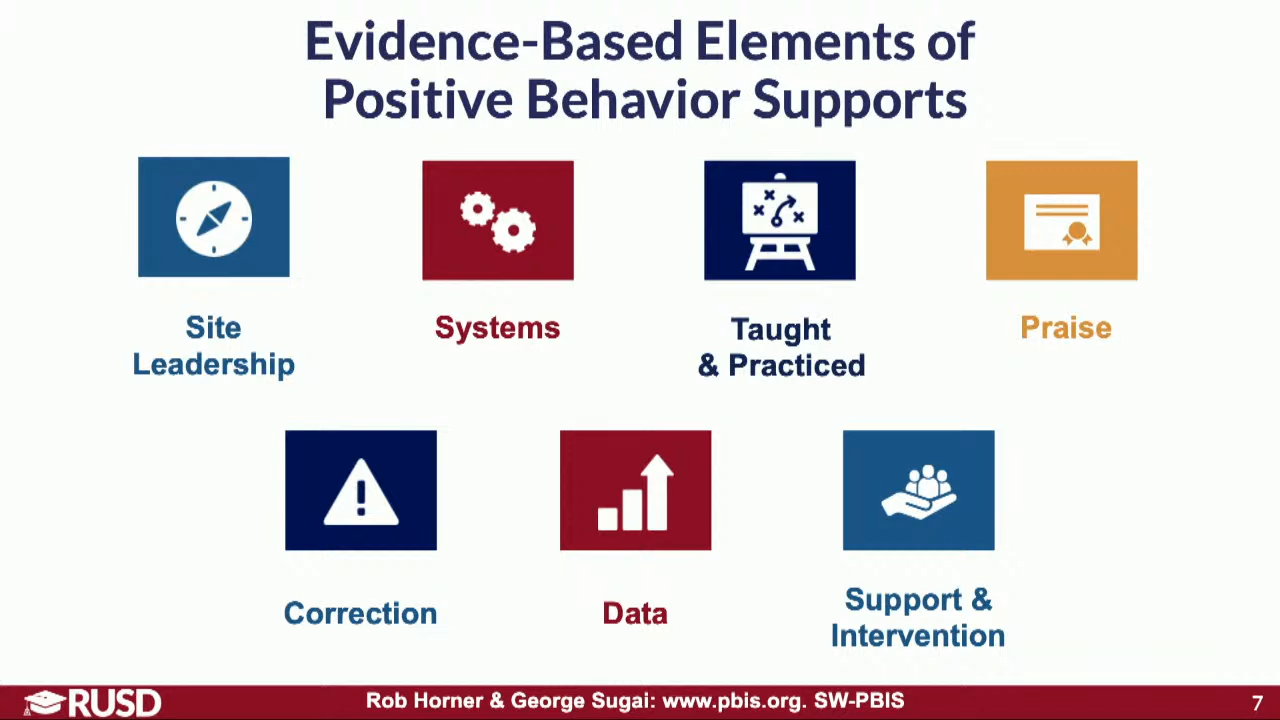 Evidence-Based Elements of
Positive Behavior Supports
Site
Leadership
Systems
Taught
& Practiced
Praise
Correction
Data
Support &
Intervention
RUSD
Rob Horner & George Sugai: www.pbis.org. SW-PBIS
7